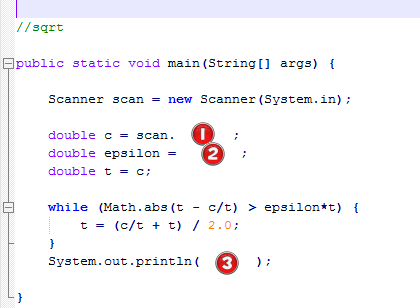 //sqrt
public static void main(String[] args) {
Scanner scan = new Scanner(System.in);
double c = scan. 1 ;
double epsilon = 2 ;
double t = c;
while (Math.abs(t - c/t) > epsilon*t) {
t = (c/t + t) / 2.0;
}
System.out.println( 3 );
}